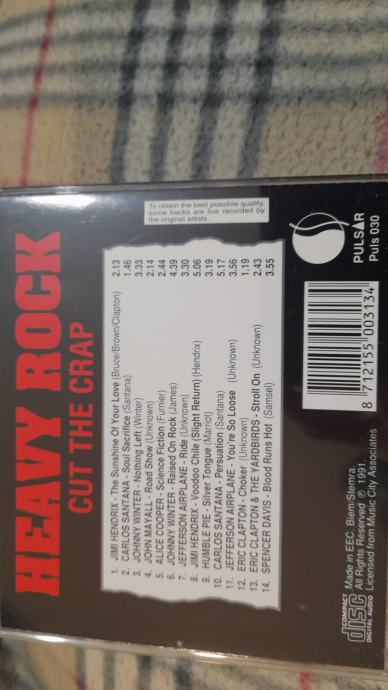 HEAVY ROCK
CUT THE CRAP
1. JIMI HENDRIX - The Sunshine Of Your Love (Bruce/Brown/Clapton) 2.13
2. CARLOS SANTANA - Soul Sacrifice (Santana) 1.46
3. JOHNNY WINTER - Nothing Left (Winter) 3.33
4. JOHN MAYALL - Road Show (Unknown) 2.14
5. ALICE COOPER - Science Fiction (Furnier) 2.44
6. JOHNNY WINTER - Raised On Rock (James) 4.39
7. JEFFERSON AIRPLANE - Ride (Unknown) 3.30
8. JIMI HENDRIX - Voodoo Chile (Slight Return) (Hendrix) 5.06
9. HUMBLE PIE - Silver Tongue (Marriot) 3.19
10. CARLOS SANTANA - Persuation (Santana) 5.17
11. JEFFERSON AIRPLANE - You're So Loose (Unknown) 3.56
12. ERIC CLAPTON - Choker (Unknown) 1.19
13. ERIC CLAPTON & THE YARDBIRDS - Stroll On (Unknown) 2.43
14. SPENCER DAVIS - Blood Runs Hot (Samsel) 3.55
To obtain the best possible quality,
some tracks are live recorded by
the original artists.
COMPACT
disc
DIGITAL AUDIO
Made in EEC. Biem/Stemra.
All Rights Reserved ℗ 1991.
Licensed from Music City Associates
8 712155 003134
PULSAR
Puls 030